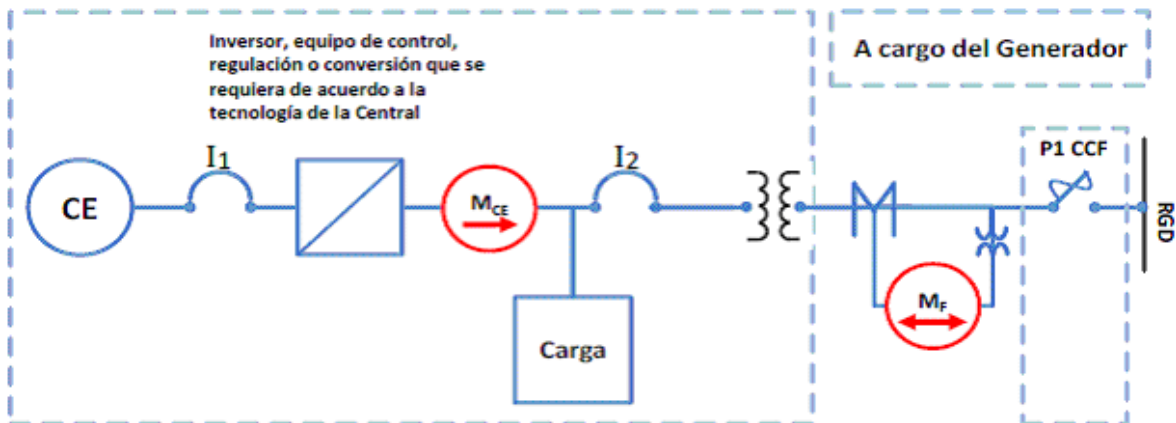 Inversor, equipo de control,
regulación o conversión que se
requiera de acuerdo a la
tecnología de la Central
A cargo del Generador
I1
I2
P1 CCF
CE
MCE
RGD
MF
Carga